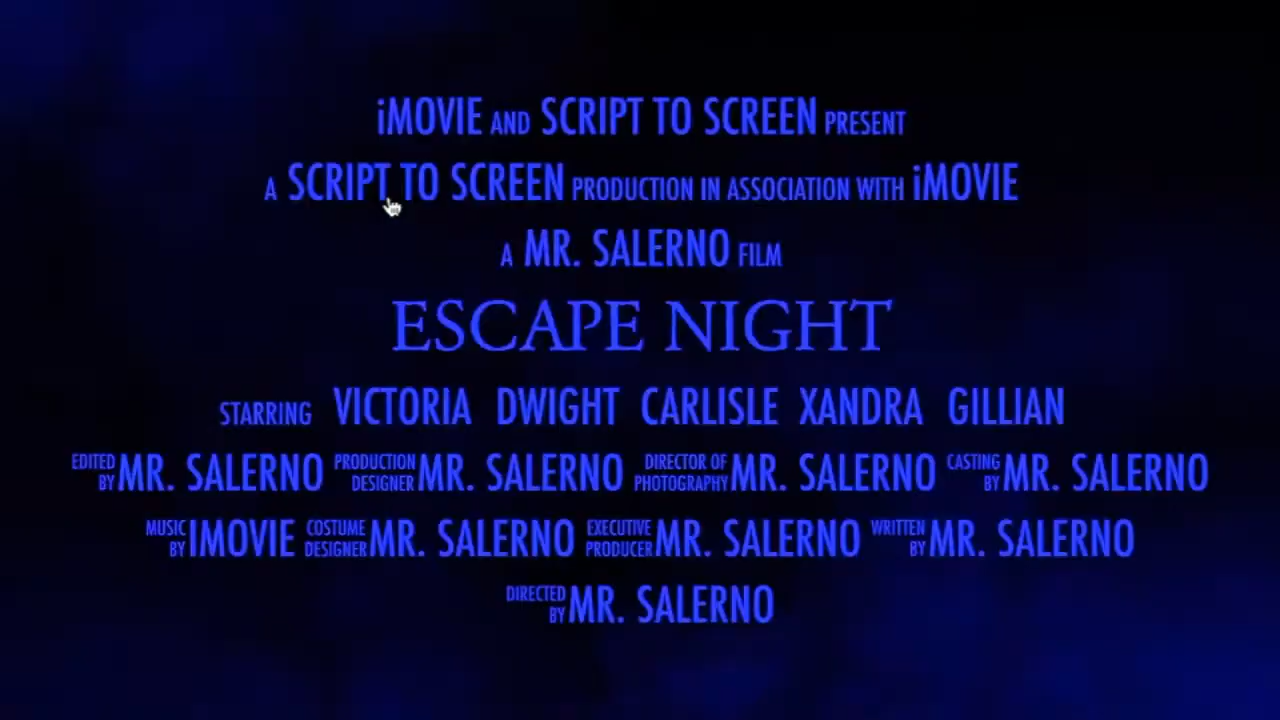 iMOVIE AND SCRIPT TO SCREEN PRESENT
A SCRIPT TO SCREEN PRODUCTION IN ASSOCIATION WITH iMOVIE
A MR. SALERNO FILM
ESCAPE NIGHT
STARRING VICTORIA DWIGHT CARLISLE XANDRA GILLIAN
EDITED BY MR. SALERNO PRODUCTION DESIGNER MR. SALERNO DIRECTOR OF PHOTOGRAPHY MR. SALERNO CASTING BY MR. SALERNO
MUSIC BY IMOVIE COSTUME DESIGNER MR. SALERNO EXECUTIVE PRODUCER MR. SALERNO WRITTEN BY MR. SALERNO
DIRECTED BY MR. SALERNO